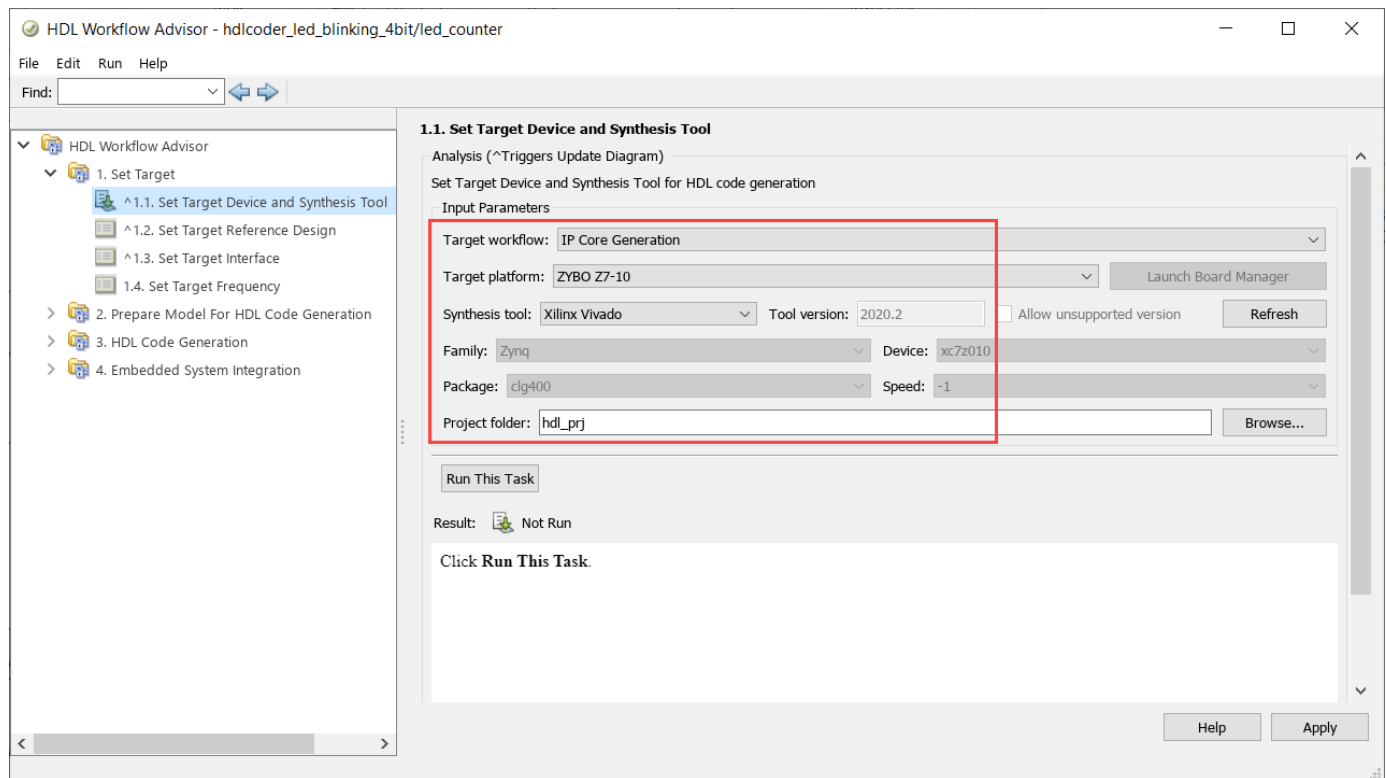 HDL Workflow Advisor - hdlcoder_led_blinking_4bit/led_counter
File Edit Run Help
Find:
HDL Workflow Advisor
1. Set Target
^1.1. Set Target Device and Synthesis Tool
^1.2. Set Target Reference Design
^1.3. Set Target Interface
1.4. Set Target Frequency
2. Prepare Model For HDL Code Generation
3. HDL Code Generation
4. Embedded System Integration
1.1. Set Target Device and Synthesis Tool
Analysis (^Triggers Update Diagram)
Set Target Device and Synthesis Tool for HDL code generation
Input Parameters
Target workflow: IP Core Generation
Target platform: ZYBO Z7-10 Launch Board Manager
Synthesis tool: Xilinx Vivado Tool version: 2020.2 Allow unsupported version Refresh
Family: Zynq Device: xc7z010
Package: clg400 Speed: -1
Project folder: hdl_prj Browse...
Run This Task
Result: Not Run
Click Run This Task.
Help Apply